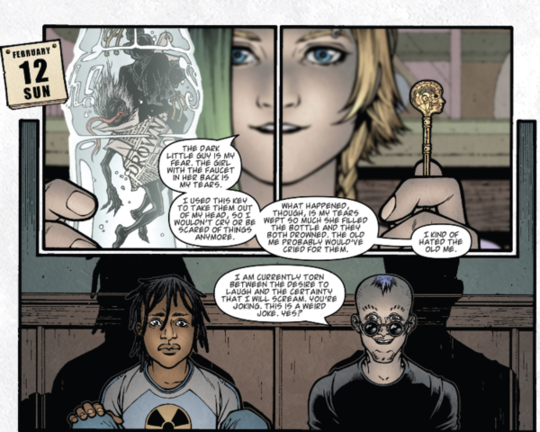 FEBRUARY
12
SUN
DROWN
THE DARK
LITTLE GUY IS MY
FEAR. THE GIRL
WITH THE FAUCET
IN HER BACK IS
MY TEARS.
I USED THIS KEY
TO TAKE THEM OUT
OF MY HEAD, SO I
WOULDN'T CRY OR BE
SCARED OF THINGS
ANYMORE.
WHAT HAPPENED,
THOUGH, IS MY TEARS
WEPT SO MUCH SHE FILLED
THE BOTTLE AND THEY
BOTH DROWNED. THE OLD
ME PROBABLY WOULD'VE
CRIED FOR THEM.
I KIND OF
HATED THE
OLD ME.
I AM CURRENTLY TORN
BETWEEN THE DESIRE TO
LAUGH AND THE CERTAINTY
THAT I WILL SCREAM. YOU'RE
JOKING. THIS IS A WEIRD
JOKE. YES?